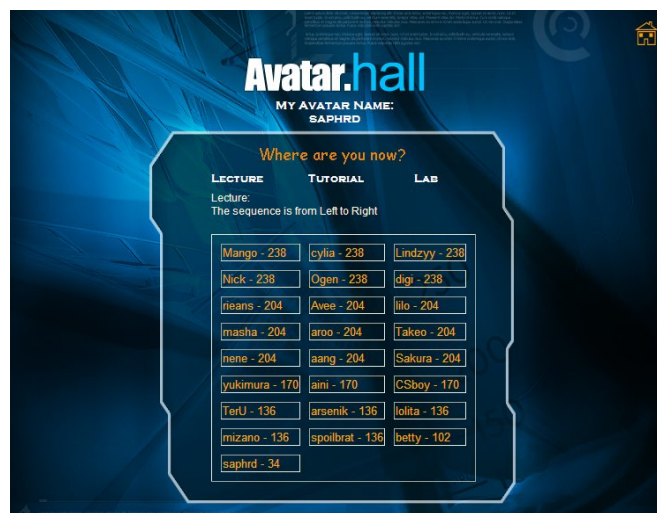 Avatar.hall
MY AVATAR NAME:
SAPHRD
Where are you now?
LECTURE TUTORIAL LAB
Lecture:
The sequence is from Left to Right
Mango - 238 cylia - 238 Lindzyy - 238
Nick - 238 Ogen - 238 digi - 238
rieans - 204 Avee - 204 lilo - 204
masha - 204 aroo - 204 Takeo - 204
nene - 204 aang - 204 Sakura - 204
yukimura - 170 aini - 170 CSboy - 170
TerU - 136 arsenik - 136 lolita - 136
mizano - 136 spoilbrat - 136 betty - 102
saphrd - 34